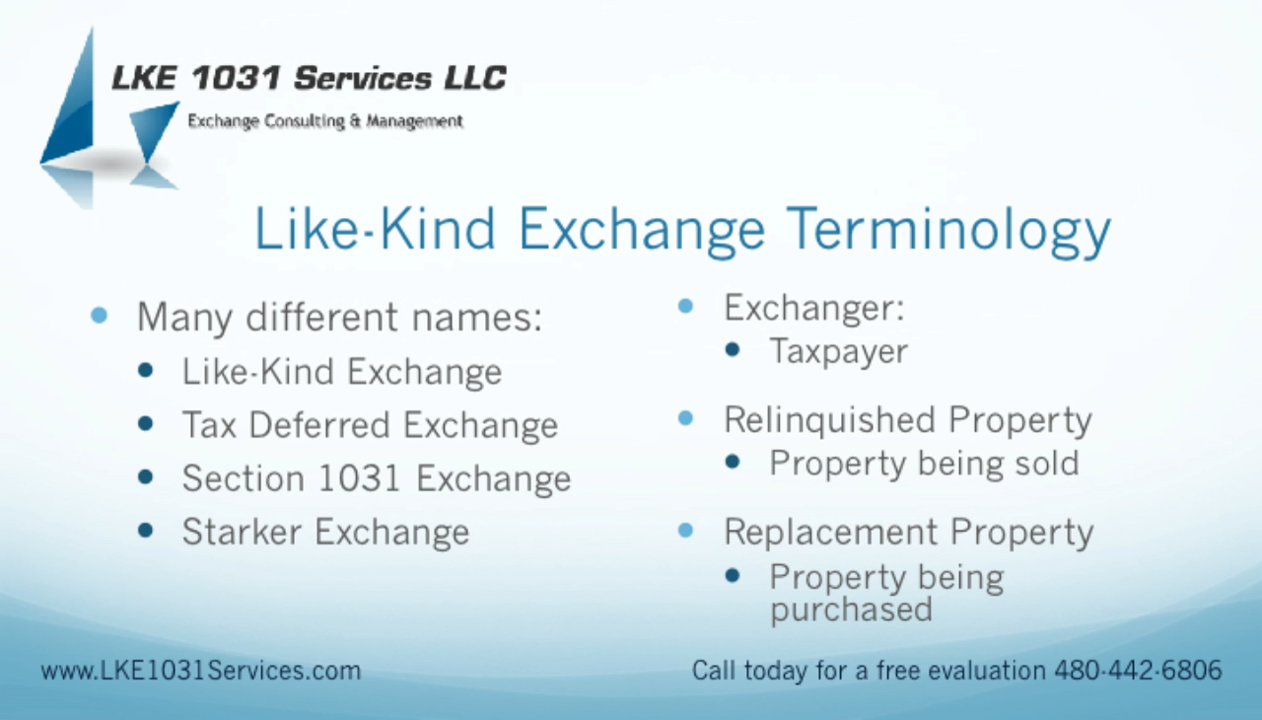 LKE 1031 Services LLC
Exchange Consulting & Management
Like-Kind Exchange Terminology
Many different names:
Like-Kind Exchange
Tax Deferred Exchange
Section 1031 Exchange
Starker Exchange
Exchanger:
Taxpayer
Relinquished Property
Property being sold
Replacement Property
Property being
purchased
www.LKE1031Services.com
Call today for a free evaluation 480-442-6806